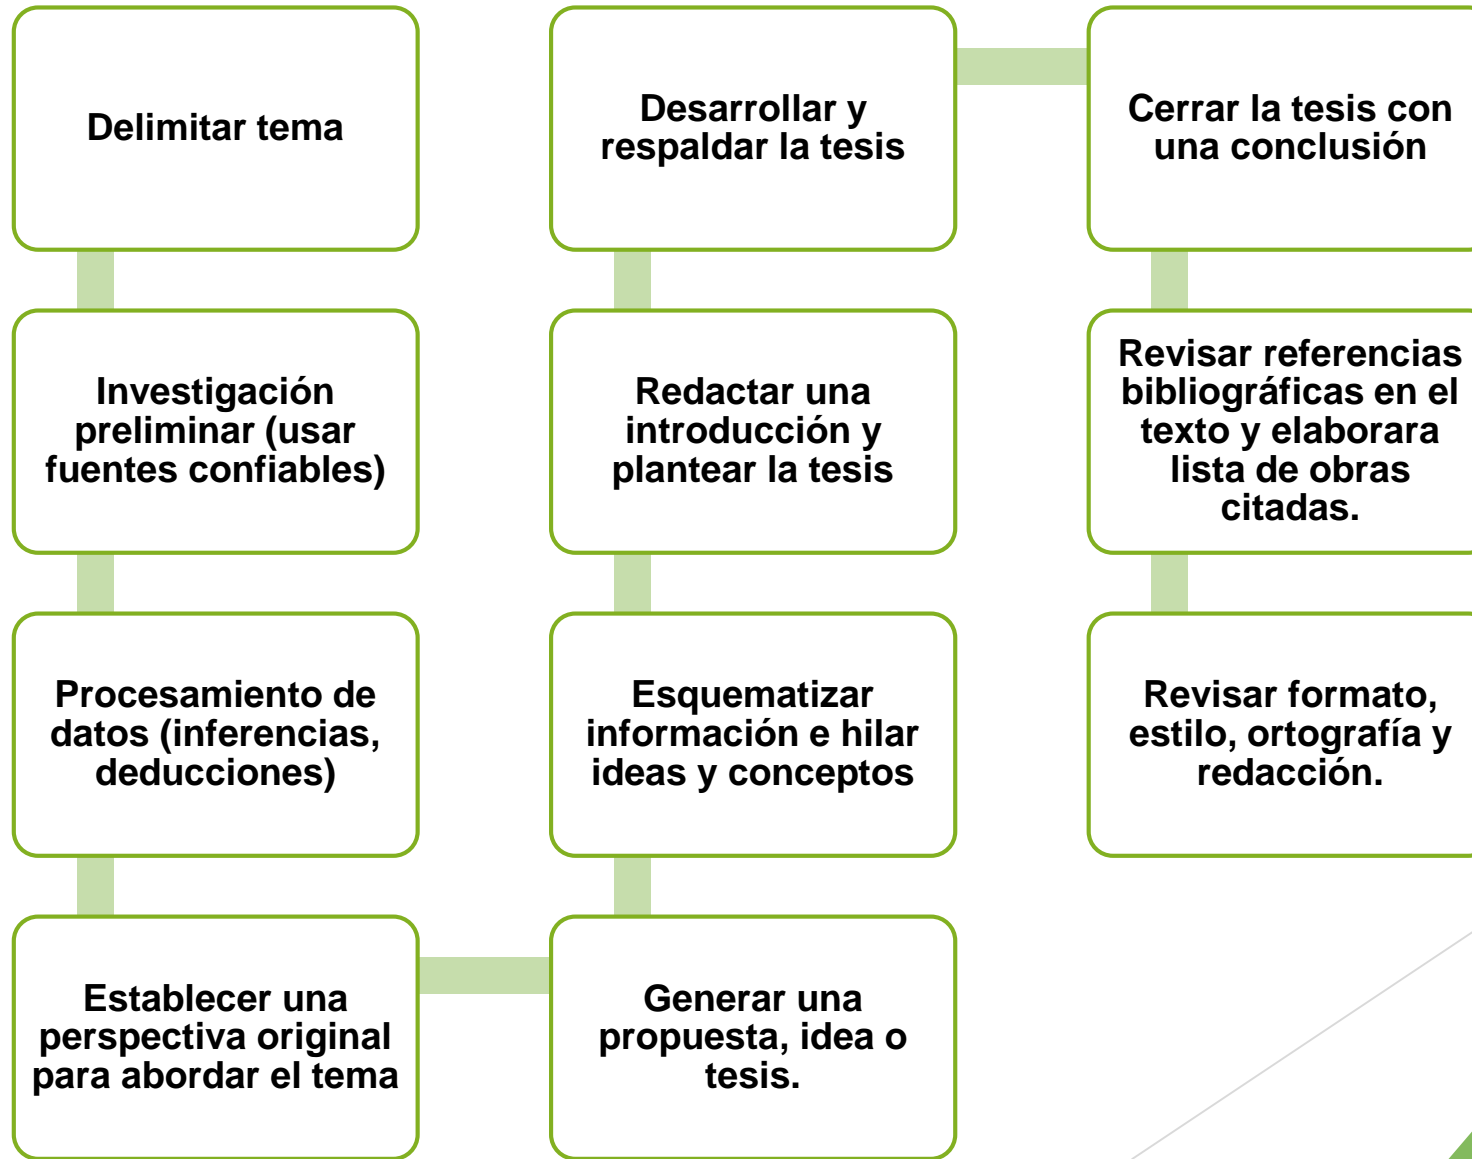 Delimitar tema
Investigación
preliminar (usar
fuentes confiables)
Procesamiento de
datos (inferencias,
deducciones)
Establecer una
perspectiva original
para abordar el tema
Generar una
propuesta, idea o
tesis.
Esquematizar
información e hilar
ideas y conceptos
Redactar una
introducción y
plantear la tesis
Desarrollar y
respaldar la tesis
Cerrar la tesis con
una conclusión
Revisar referencias
bibliográficas en el
texto y elaborara
lista de obras
citadas.
Revisar formato,
estilo, ortografía y
redacción.